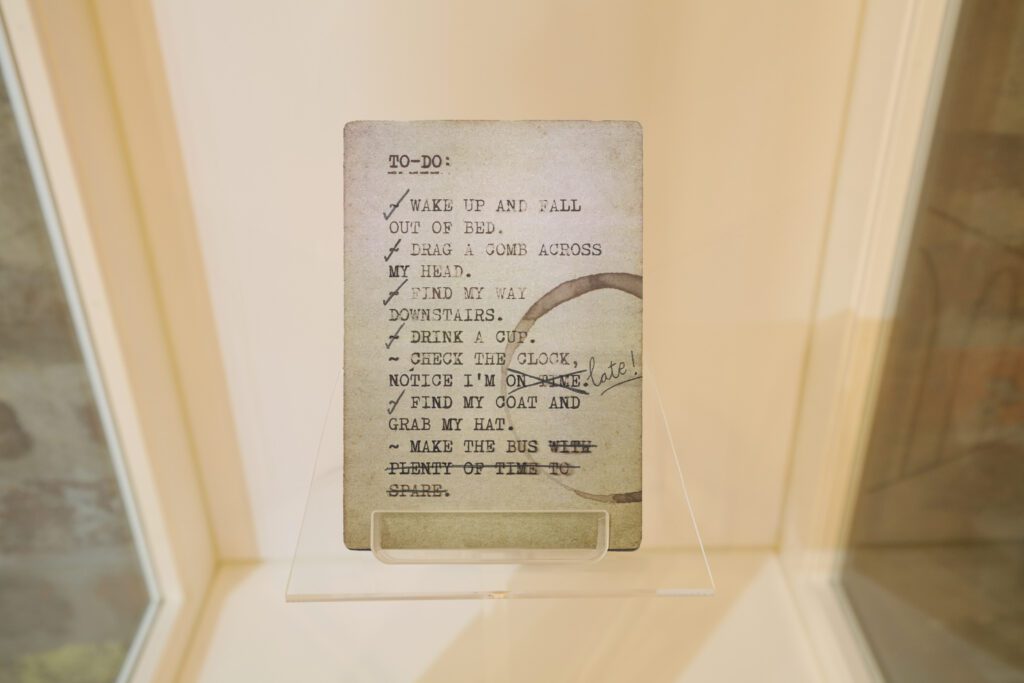 TO-DO:
~ WAKE UP AND FALL
OUT OF BED.
~ DRAG A COMB ACROSS
MY HEAD.
~ FIND MY WAY
DOWNSTAIRS.
~ DRINK A CUP.
~ CHECK THE CLOCK,
NOTICE I'M ON TIME. late!
~ FIND MY COAT AND
GRAB MY HAT.
~ MAKE THE BUS WITH
PLENTY OF TIME TO
SPARE.